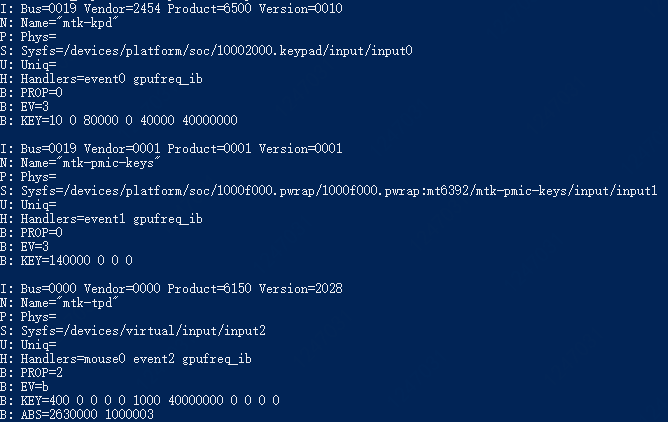 I: Bus=0019 Vendor=2454 Product=6500 Version=0010
N: Name="mtk-kpd"
P: Phys=
S: Sysfs=/devices/platform/soc/10002000.keypad/input/input0
U: Uniq=
H: Handlers=event0 gpufreq_ib
B: PROP=0
B: EV=3
B: KEY=10 0 80000 0 40000 40000000
I: Bus=0019 Vendor=0001 Product=0001 Version=0001
N: Name="mtk-pmic-keys"
P: Phys=
S: Sysfs=/devices/platform/soc/1000f000.pwrap/1000f000.pwrap:mt6392/mtk-pmic-keys/input/input1
U: Uniq=
H: Handlers=event1 gpufreq_ib
B: PROP=0
B: EV=3
B: KEY=140000 0 0 0
I: Bus=0000 Vendor=0000 Product=6150 Version=2028
N: Name="mtk-tpd"
P: Phys=
S: Sysfs=/devices/virtual/input/input2
U: Uniq=
H: Handlers=mouse0 event2 gpufreq_ib
B: PROP=2
B: EV=b
B: KEY=400 0 0 0 0 1000 40000000 0 0 0 0
B: ABS=2630000 1000003